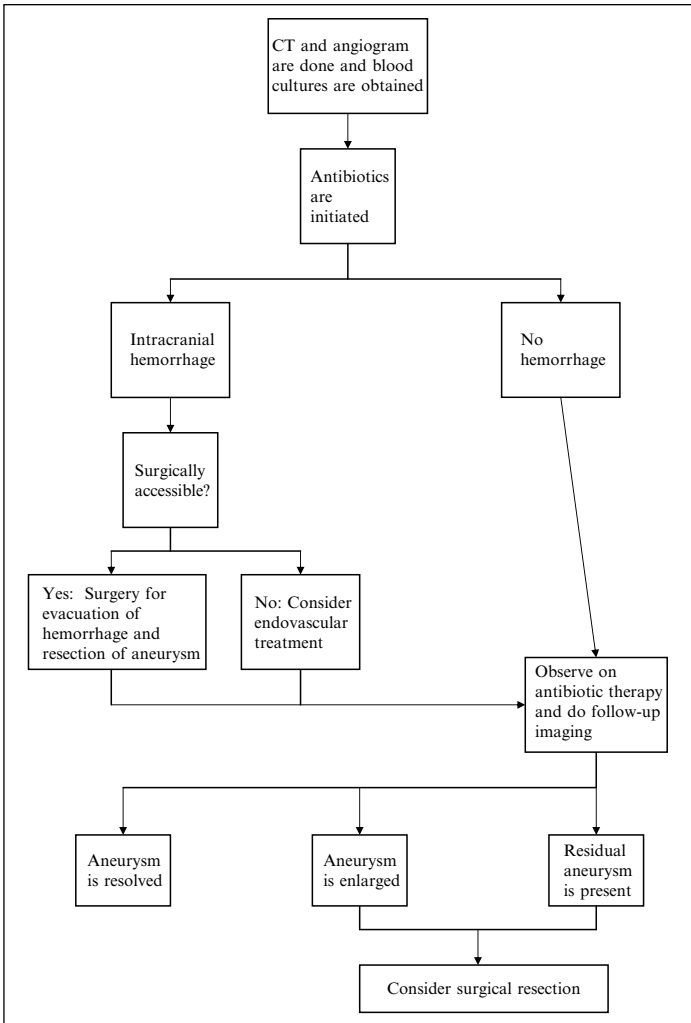 CT and angiogram
are done and blood
cultures are obtained
Antibiotics
are
initiated
Intracranial
hemorrhage
No
hemorrhage
Surgically
accessible?
Yes: Surgery for
evacuation of
hemorrhage and
resection of aneurysm
No: Consider
endovascular
treatment
Observe on
antibiotic therapy
and do follow-up
imaging
Aneurysm
is resolved
Aneurysm
is enlarged
Residual
aneurysm
is present
Consider surgical resection